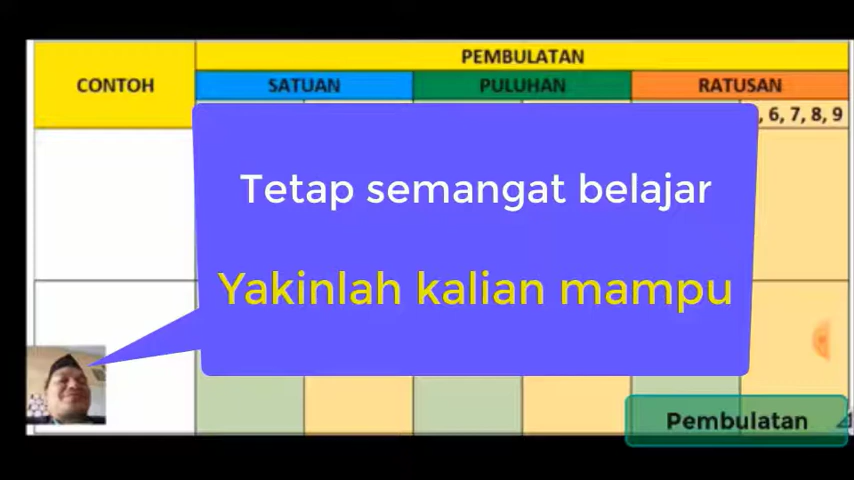 PEMBULATAN
CONTOH
SATUAN PULUHAN RATUSAN
, 6, 7, 8, 9
Tetap semangat belajar
Yakinlah kalian mampu
Pembulatan